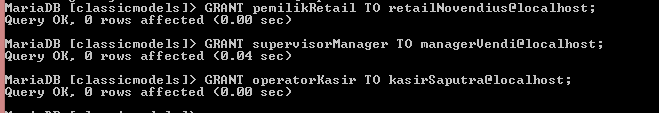 MariaDB [classicmodels]> GRANT pemilikRetail TO retailNovendius@localhost;
Query OK, 0 rows affected (0.00 sec)
MariaDB [classicmodels]> GRANT supervisorManager TO managerVendi@localhost;
Query OK, 0 rows affected (0.04 sec)
MariaDB [classicmodels]> GRANT operatorKasir TO kasirSaputra@localhost;
Query OK, 0 rows affected (0.00 sec)